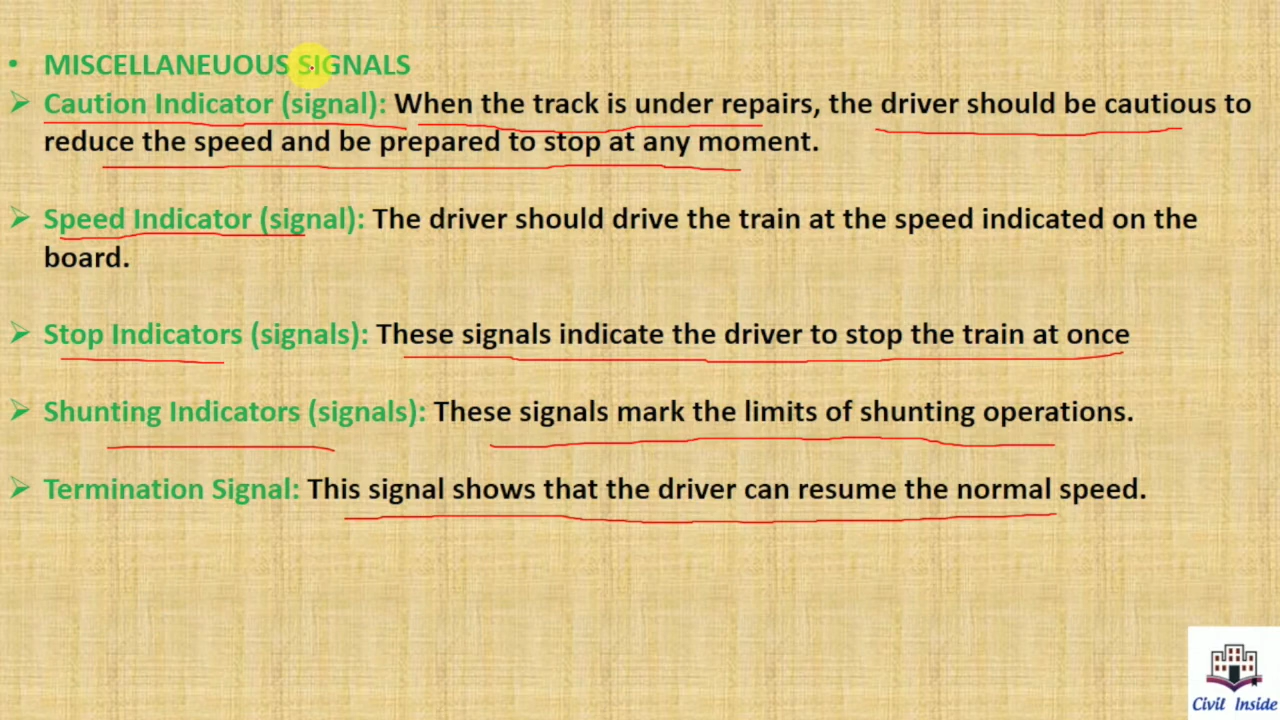 • MISCELLANEUOUS SIGNALS
➢ Caution Indicator (signal): When the track is under repairs, the driver should be cautious to
reduce the speed and be prepared to stop at any moment.
➢ Speed Indicator (signal): The driver should drive the train at the speed indicated on the
board.
➢ Stop Indicators (signals): These signals indicate the driver to stop the train at once
➢ Shunting Indicators (signals): These signals mark the limits of shunting operations.
➢ Termination Signal: This signal shows that the driver can resume the normal speed.
Civil Inside